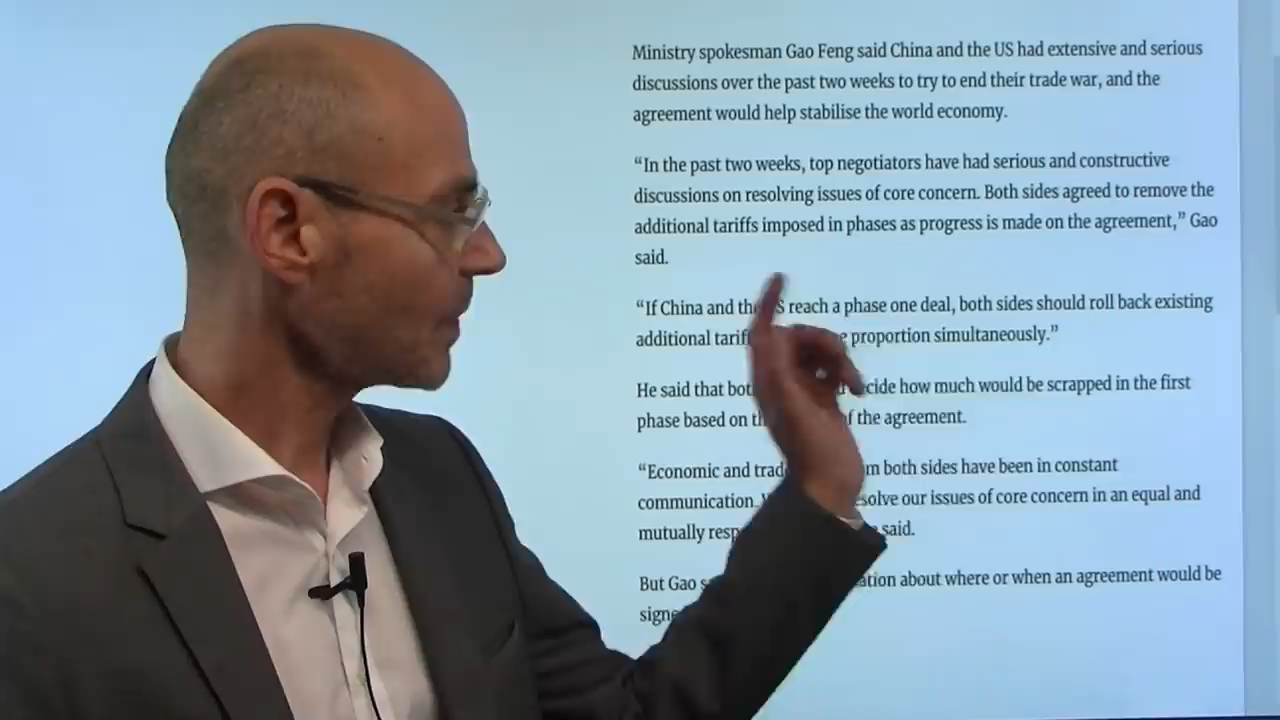 Ministry spokesman Gao Feng said China and the US had extensive and serious
discussions over the past two weeks to try to end their trade war, and the
agreement would help stabilise the world economy.
“In the past two weeks, top negotiators have had serious and constructive
discussions on resolving issues of core concern. Both sides agreed to remove the
additional tariffs imposed in phases as progress is made on the agreement,” Gao
said.
“If China and the US reach a phase one deal, both sides should roll back existing
additional proportion simultaneously.”
He said that how much would be scrapped in the first
phase based on of the agreement.
“Economic and both sides have been in constant
communication. our issues of core concern in an equal and
mutually said.
But Gao about where or when an agreement would be